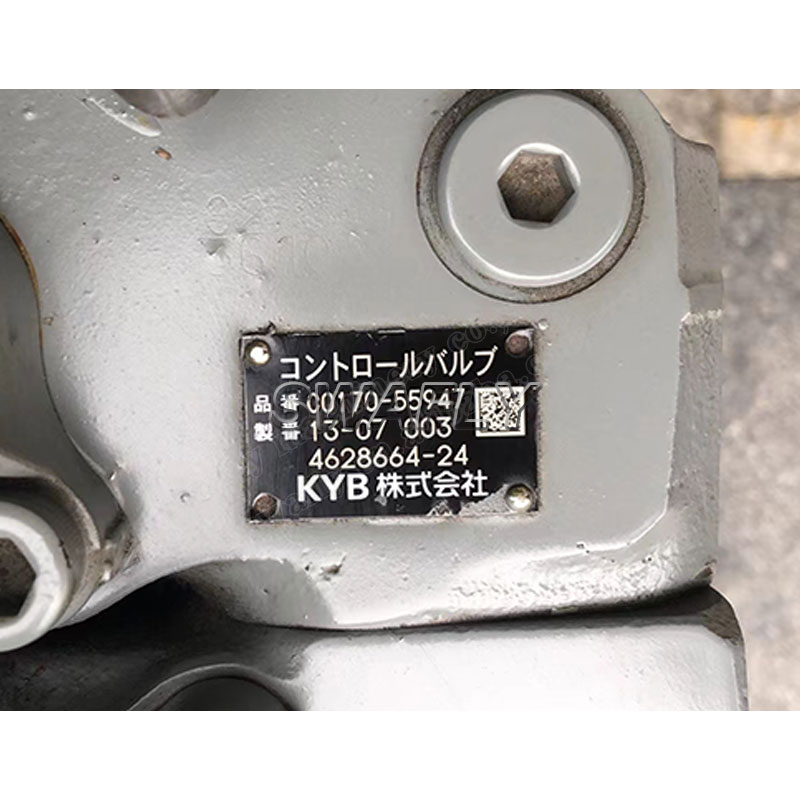 コントロールバルブ
品番 00170-55947
製番 13-07 003
4628664-24
KYB 株式会社